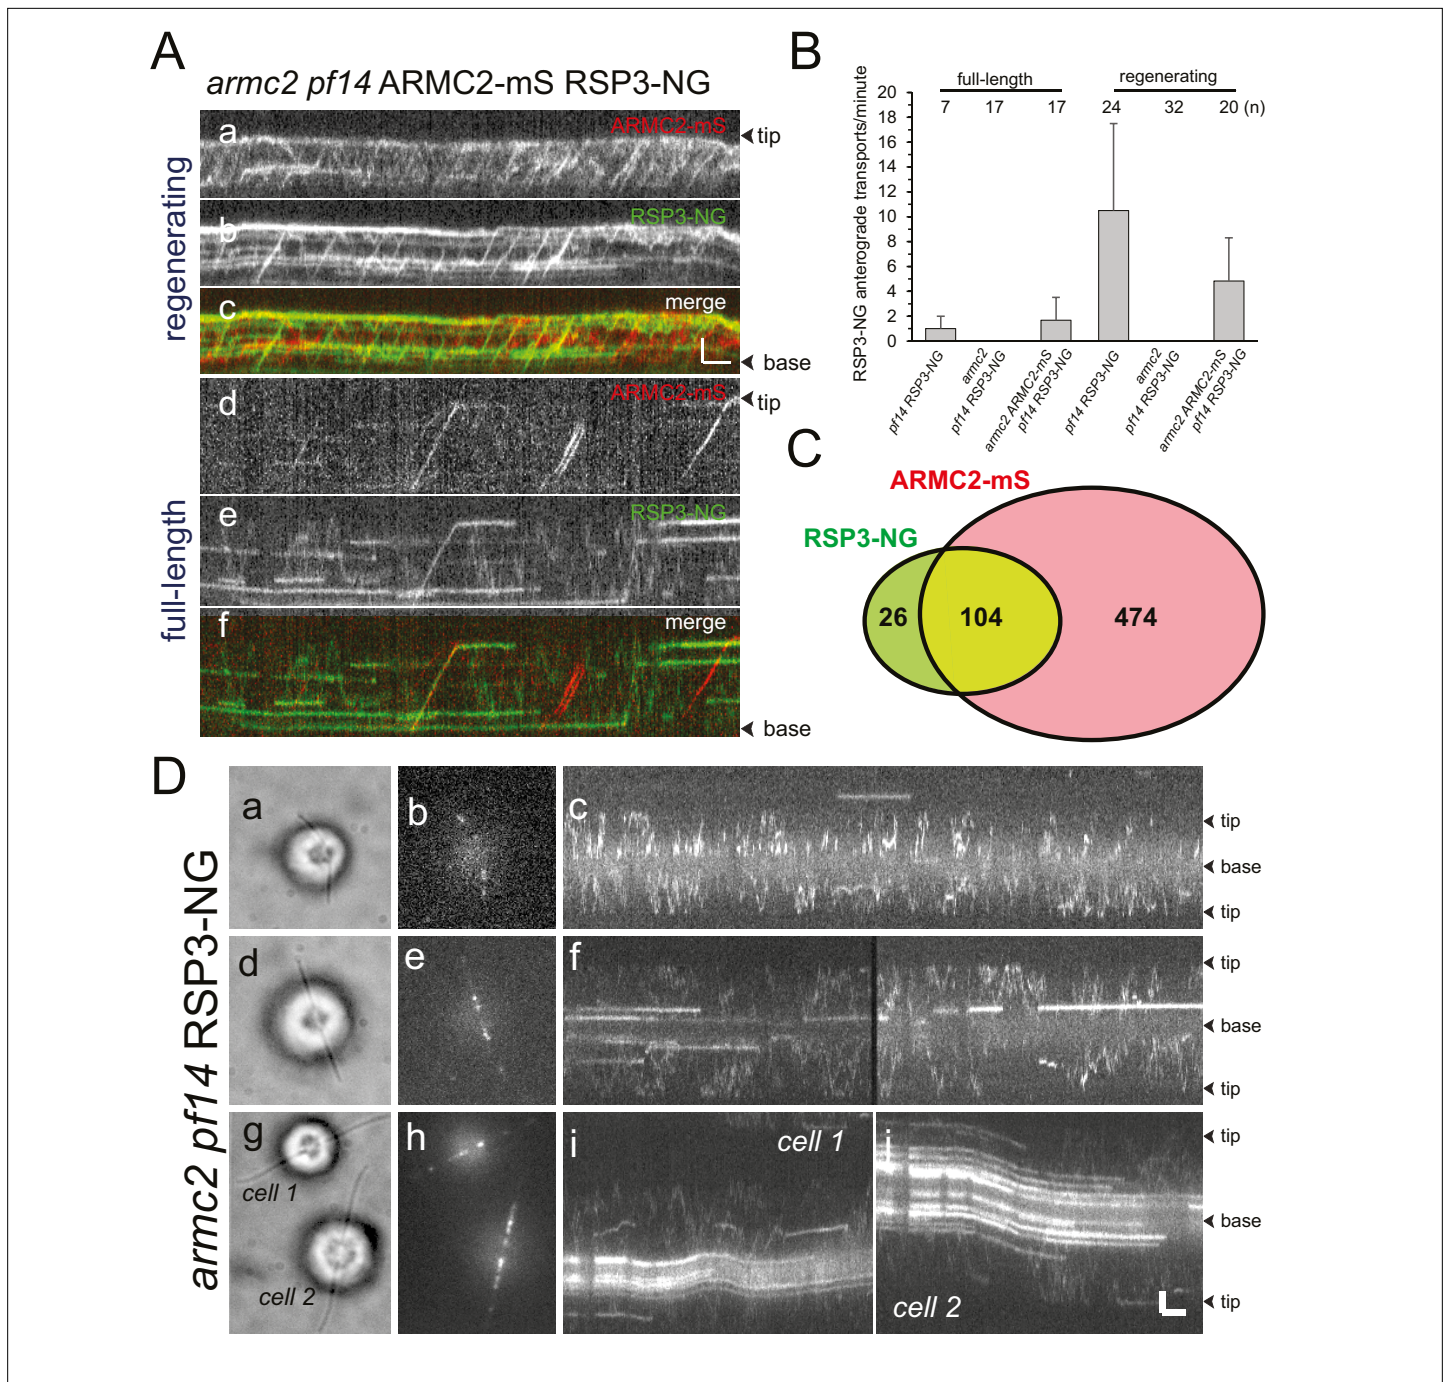 A
armc2 pf14 ARMC2-mS RSP3-NG
regenerating
full-length
a
ARMC2-mS
tip
b
RSP3-NG
c
merge
base
d
ARMC2-mS
tip
e
RSP3-NG
f
merge
base
B
full-length
regenerating
7 17 17 24 32 20 (n)
RSP3-NG anterograde transports/minute
20
18
16
14
12
10
8
6
4
2
0
pf14 RSP3-NG
armc2
pf14 RSP3-NG
armc2 ARMC2-mS
pf14 RSP3-NG
pf14 RSP3-NG
armc2
pf14 RSP3-NG
armc2 ARMC2-mS
pf14 RSP3-NG
C
ARMC2-mS
RSP3-NG
26
104
474
D
armc2 pf14 RSP3-NG
a
b
c
tip
base
tip
d
e
f
tip
base
tip
g
cell 1
cell 2
h
i
cell 1
j
cell 2
tip
base
tip